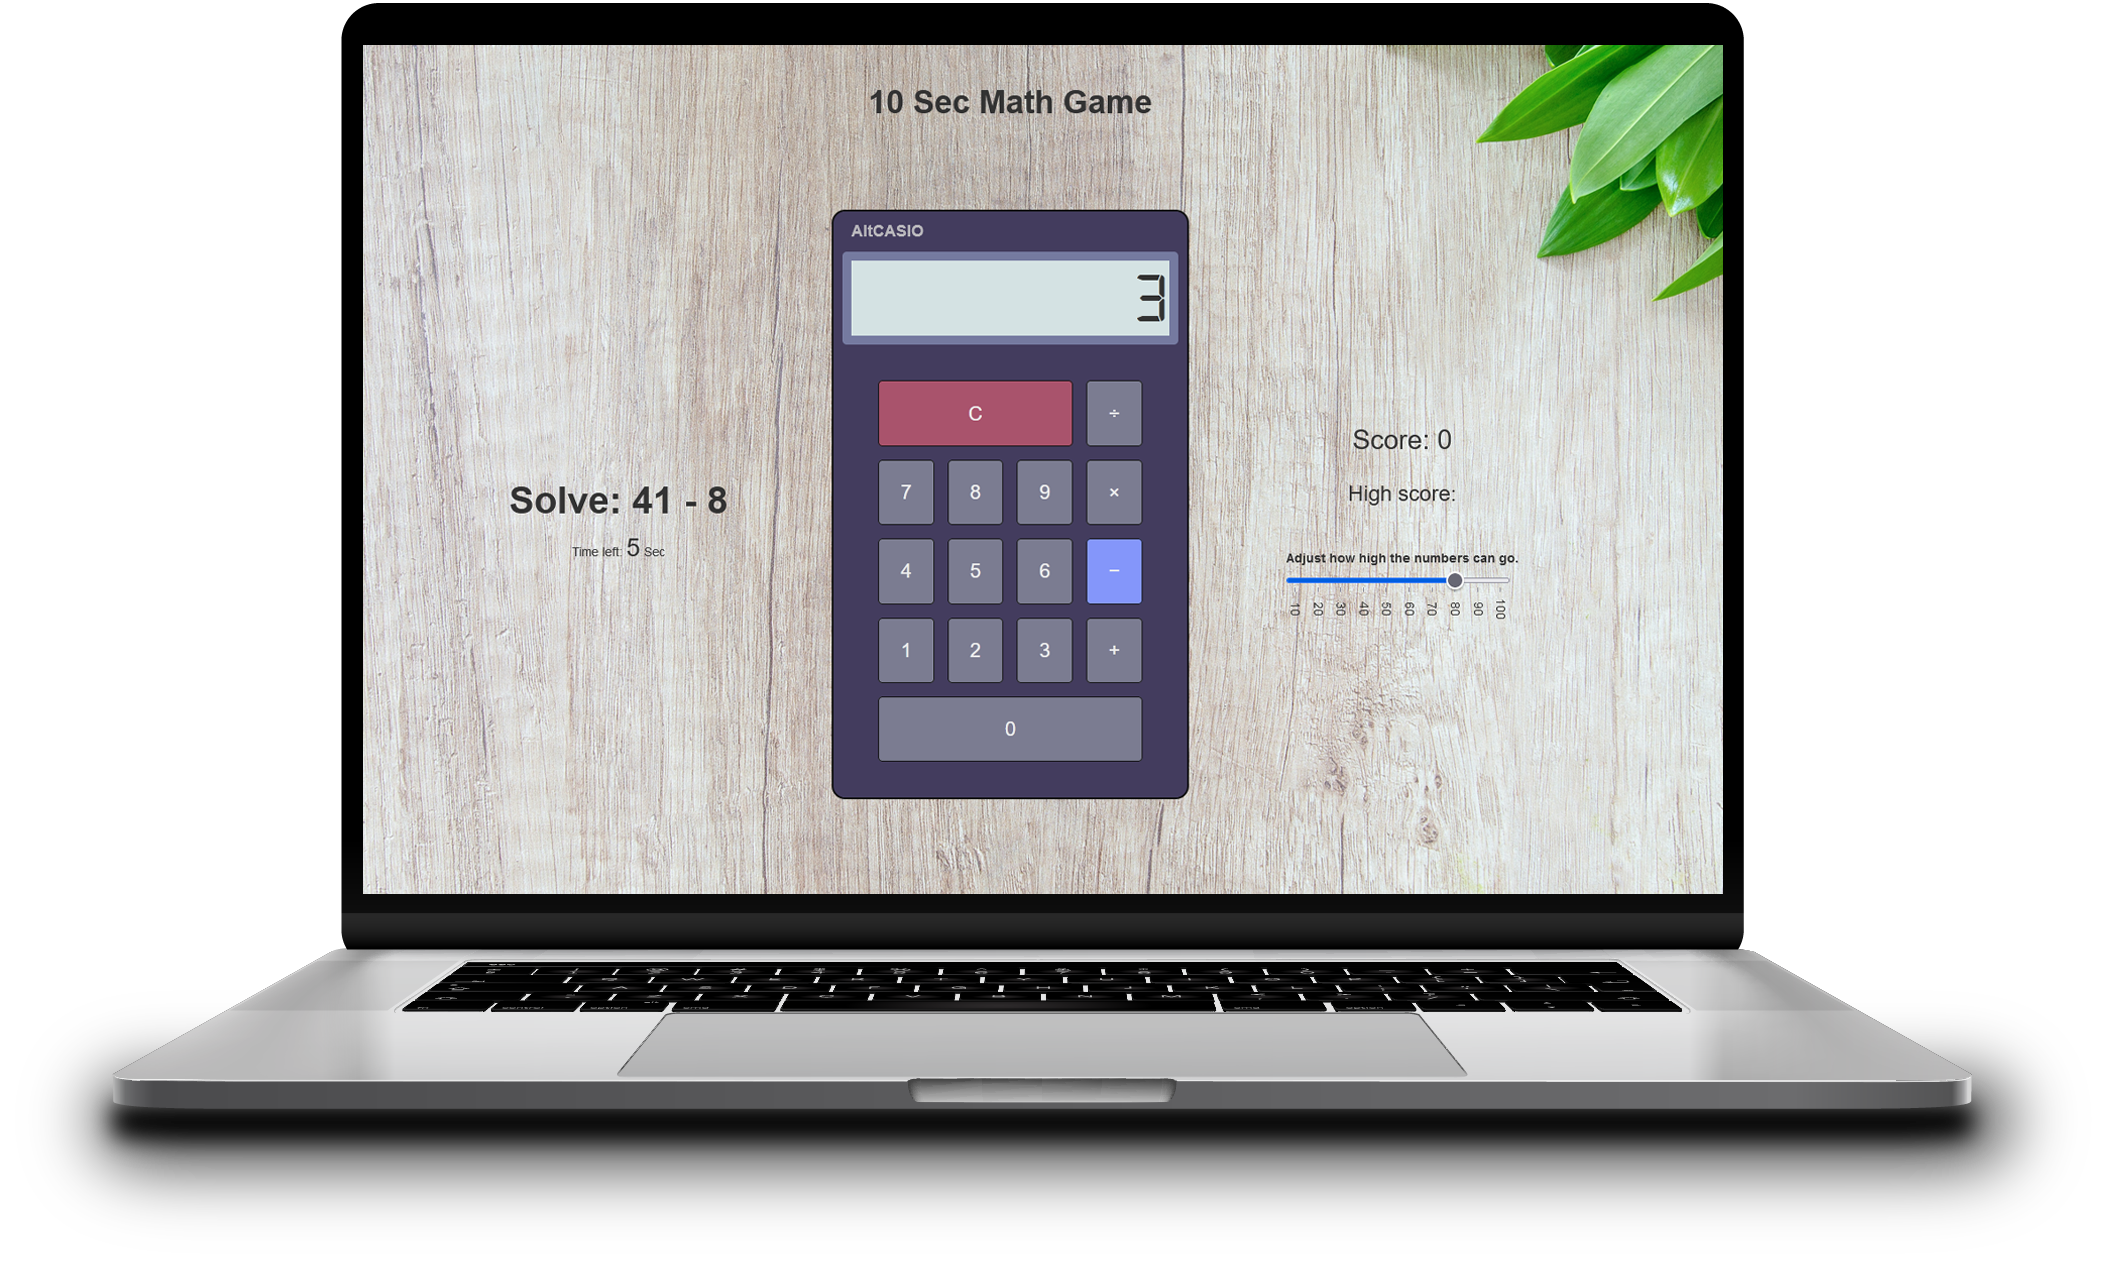 10 Sec Math Game
AltCASIO
3
C ÷
7 8 9 ×
4 5 6 −
1 2 3 +
0
Solve: 41 - 8
Time left: 5 Sec
Score: 0
High score:
Adjust how high the numbers can go.
10 20 30 40 50 60 70 80 90 100